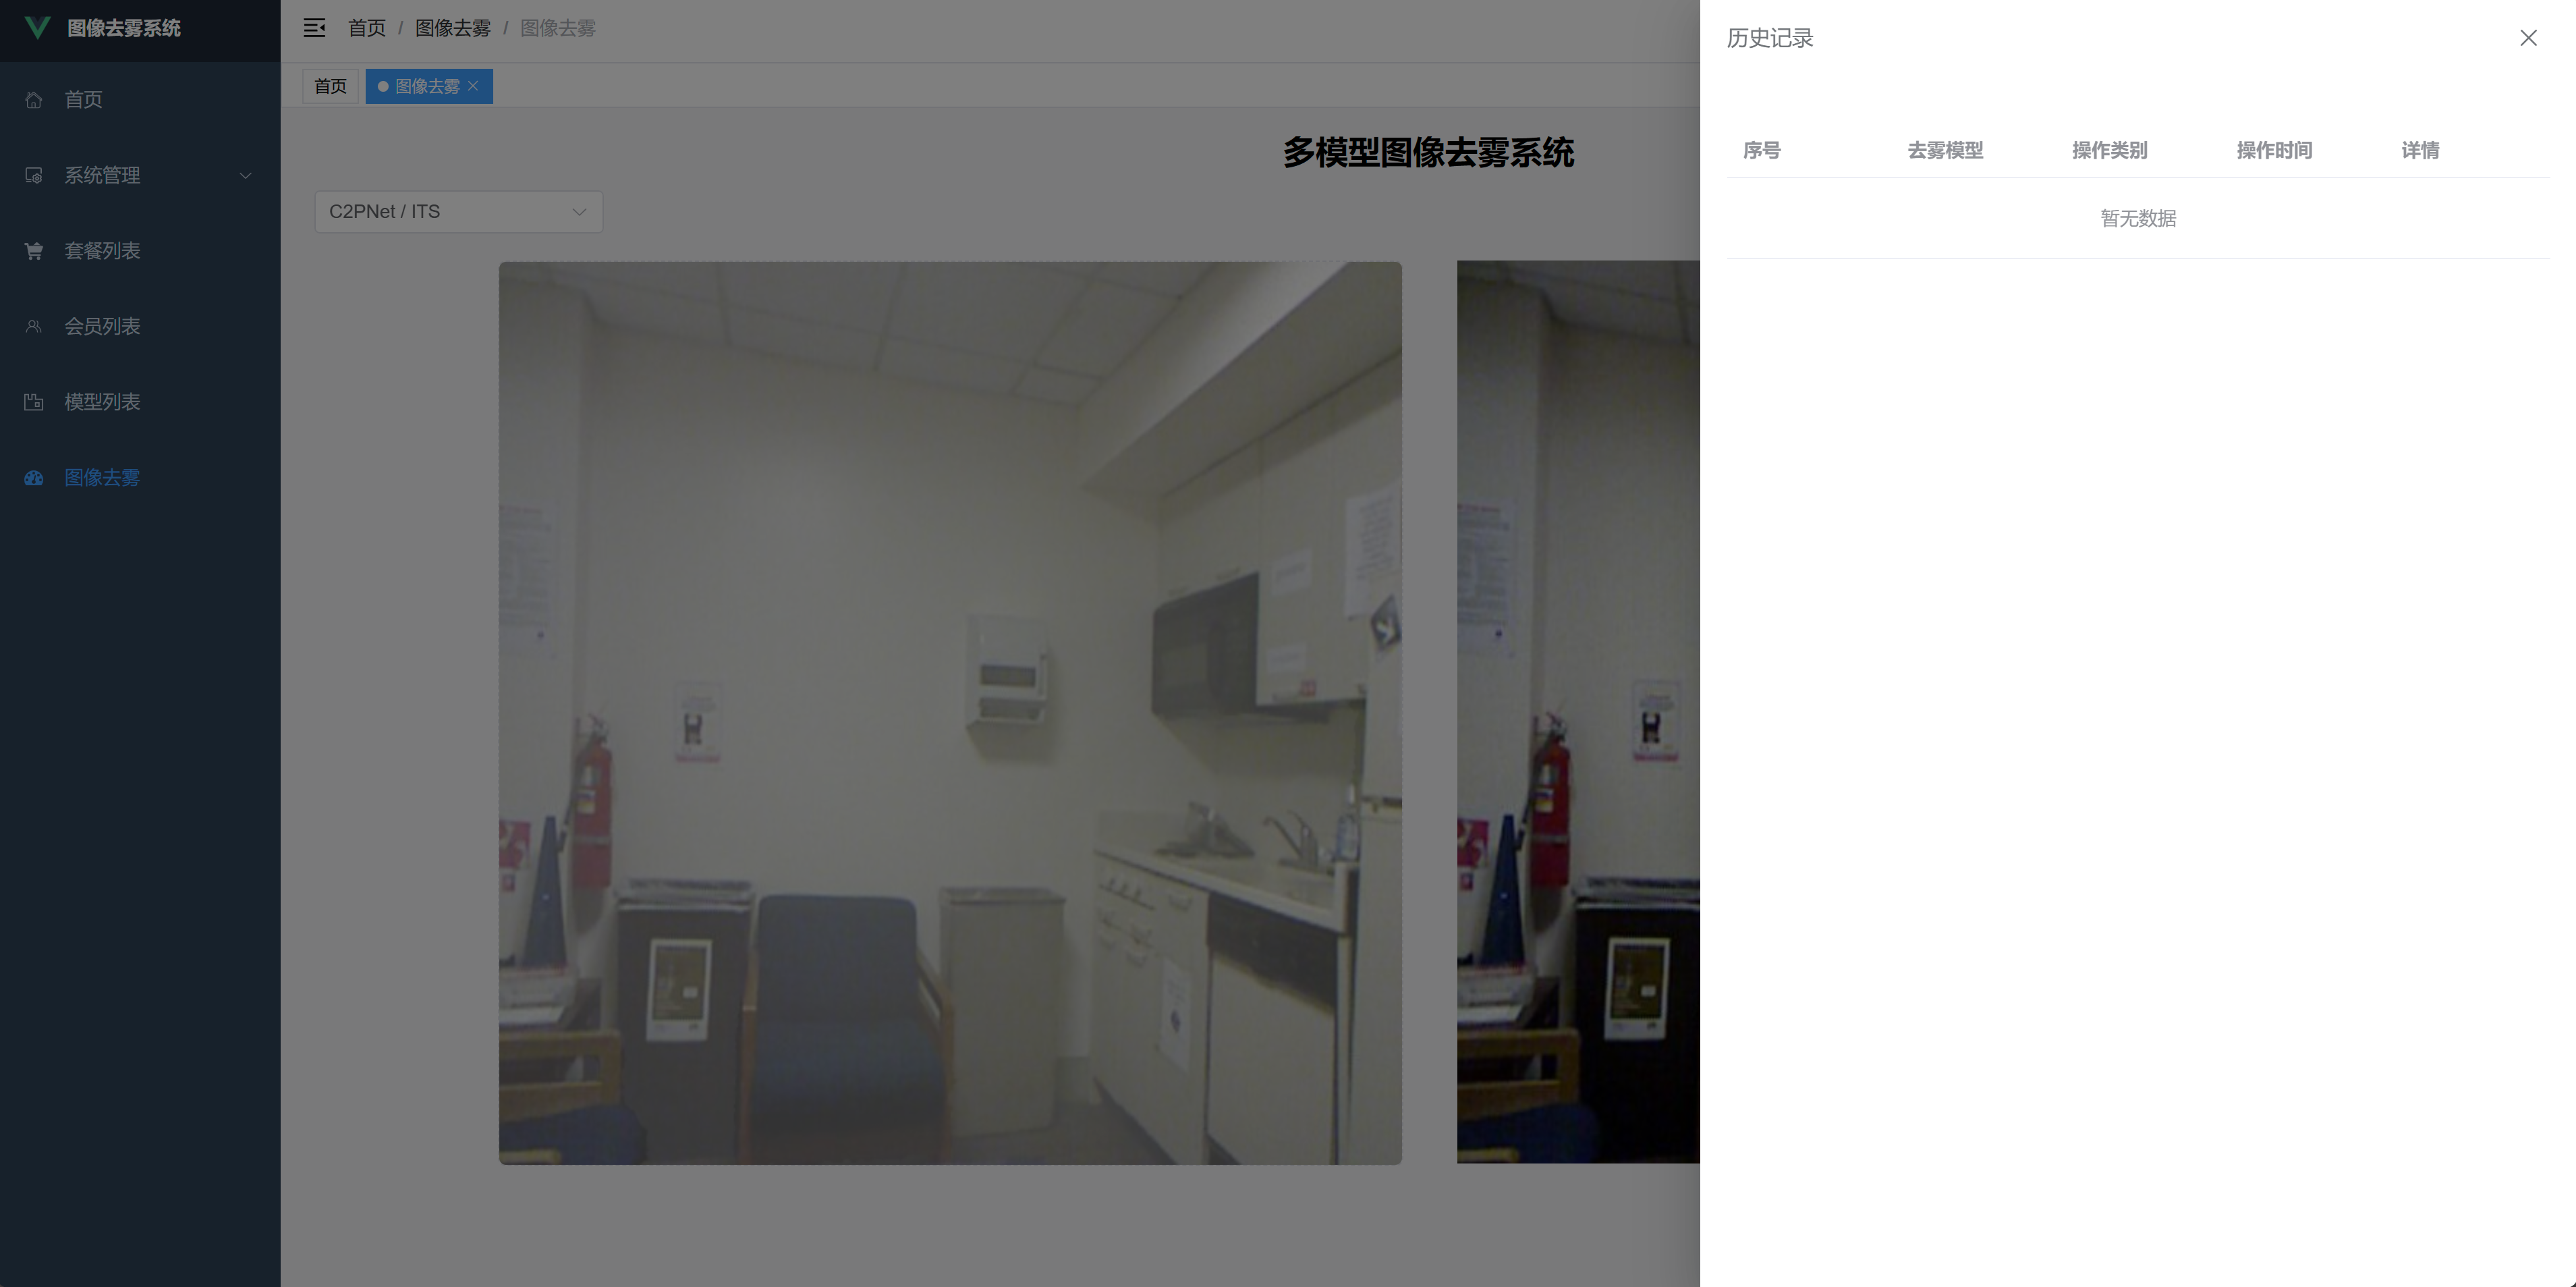 图像去雾系统
首页
系统管理
套餐列表
会员列表
模型列表
图像去雾
首页 / 图像去雾 / 图像去雾
首页
图像去雾
多模型图像去雾系统
C2PNet / ITS
历史记录
序号 去雾模型 操作类别 操作时间 详情
暂无数据